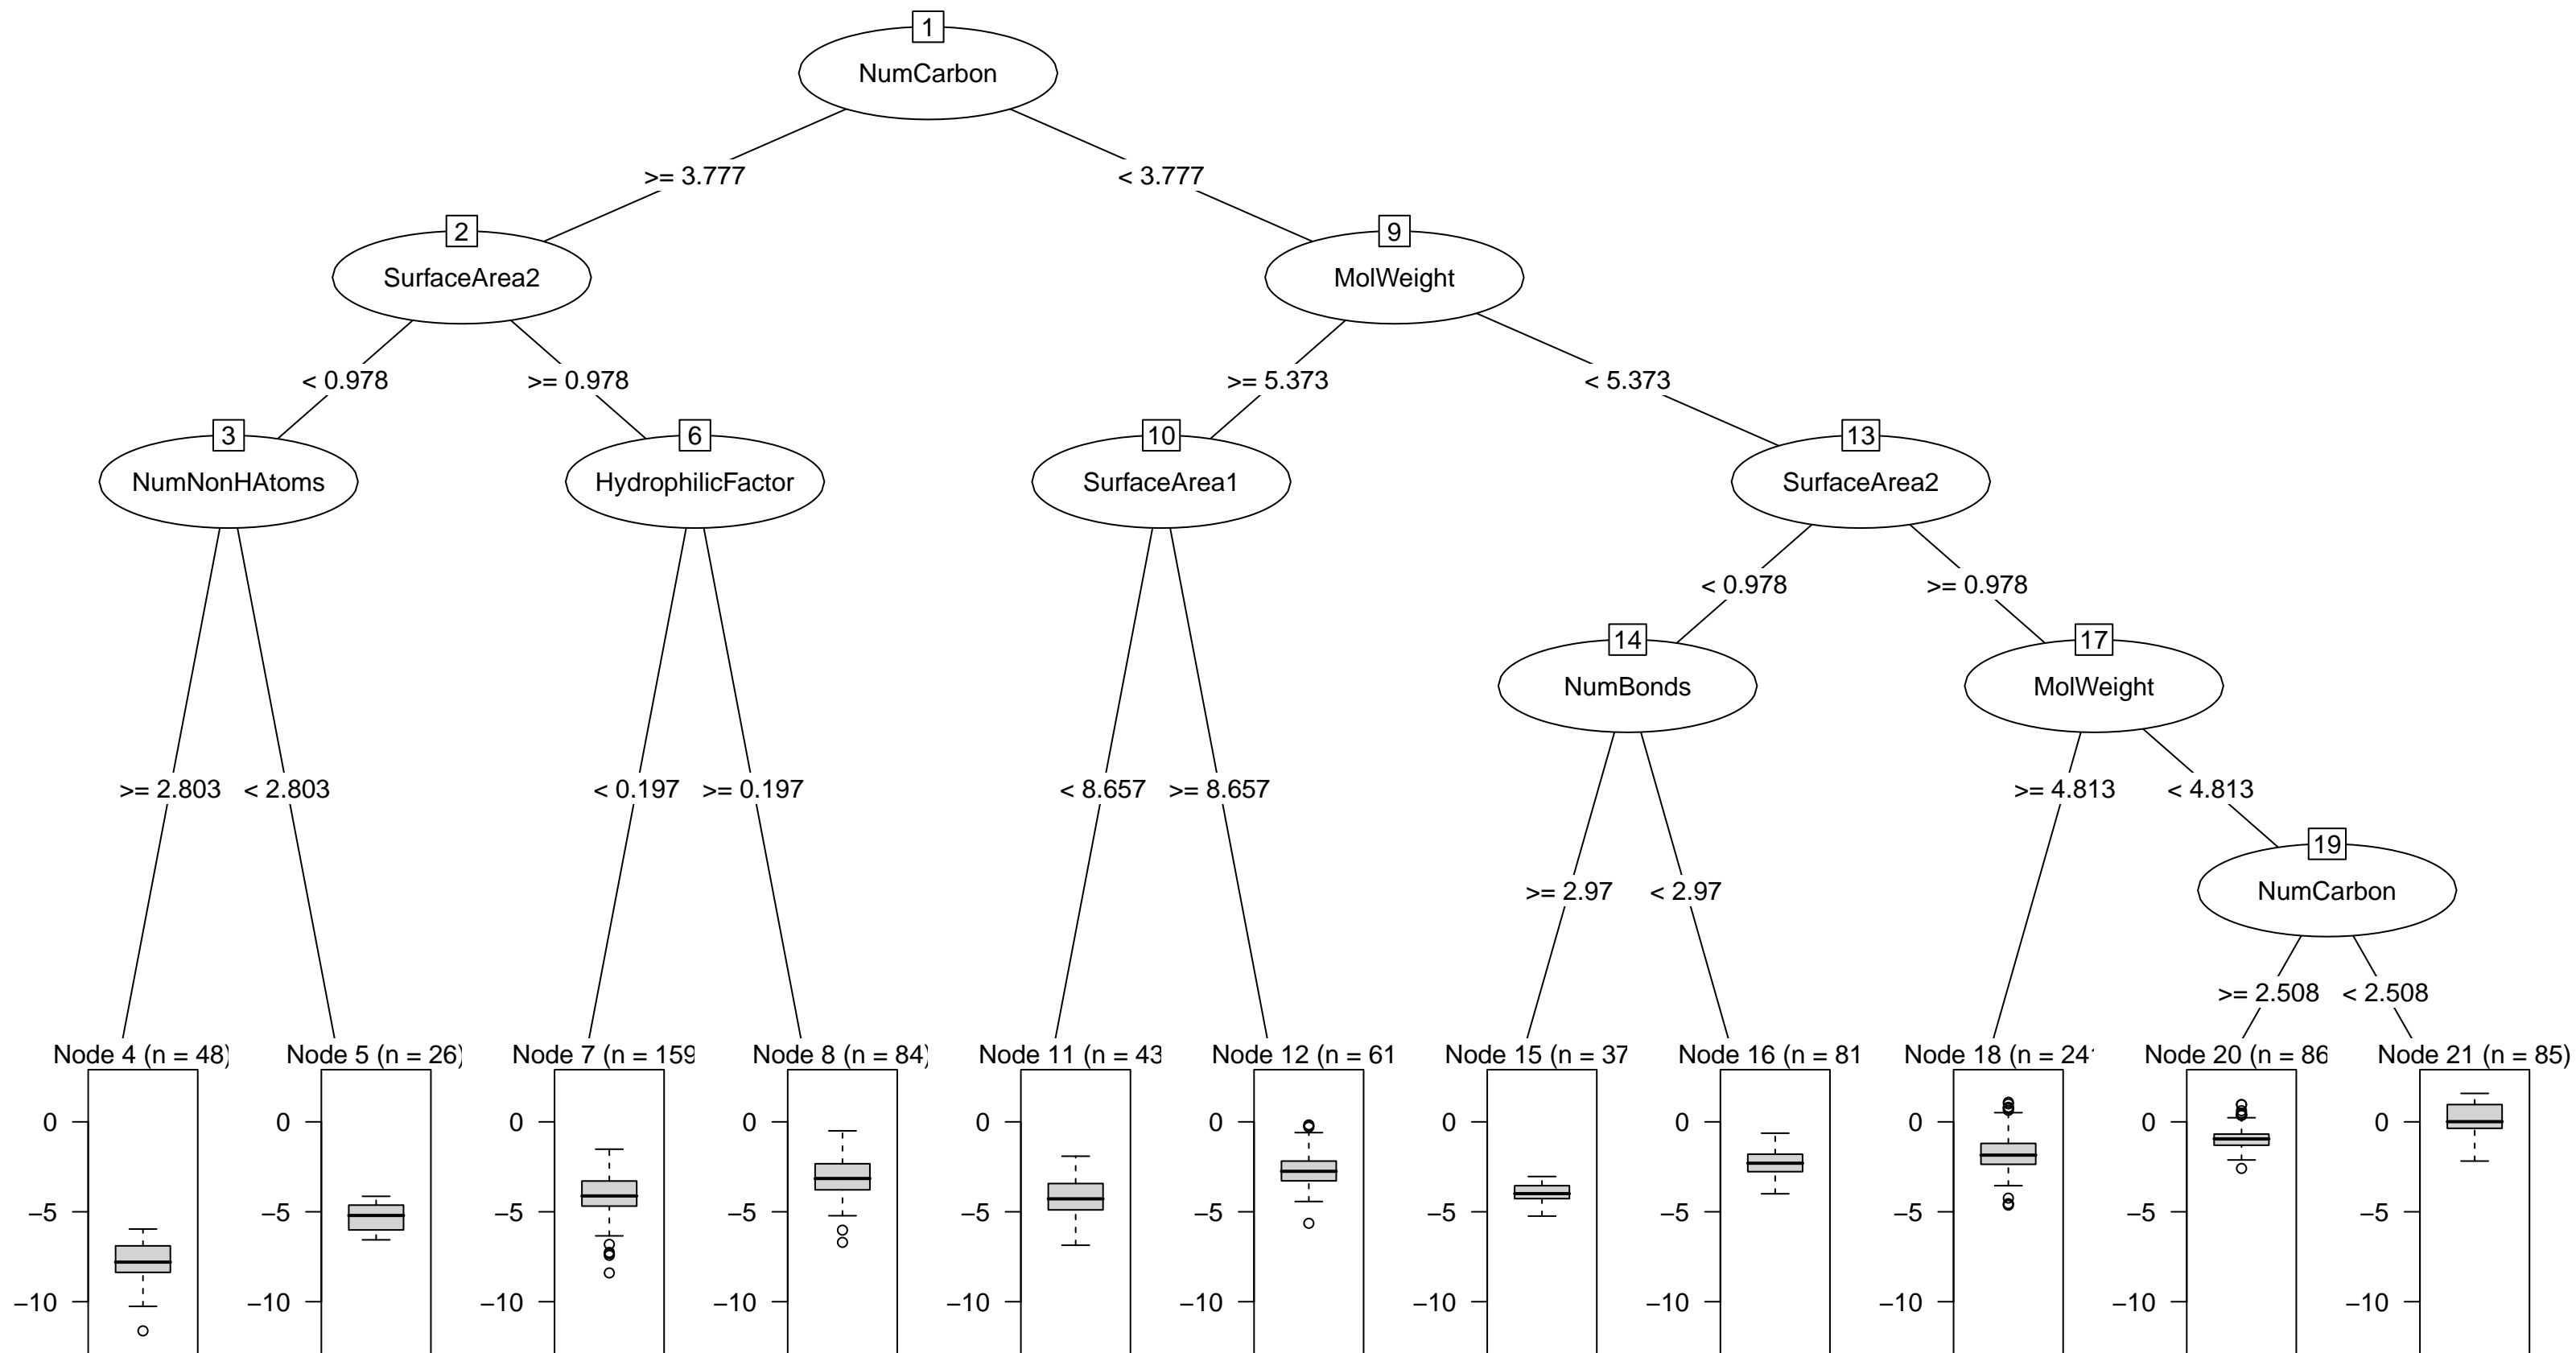 1
NumCarbon
>= 3.777 < 3.777
2 9
SurfaceArea2 MolWeight
< 0.978 >= 0.978 >= 5.373 < 5.373
3 6 10 13
NumNonHAtoms HydrophilicFactor SurfaceArea1 SurfaceArea2
< 0.978 >= 0.978
14 17
NumBonds MolWeight
>= 2.803 < 2.803 < 0.197 >= 0.197 < 8.657 >= 8.657 >= 4.813 < 4.813
19
>= 2.97 < 2.97 NumCarbon
>= 2.508 < 2.508
Node 4 (n = 48) Node 5 (n = 26) Node 7 (n = 159 Node 8 (n = 84) Node 11 (n = 43 Node 12 (n = 61 Node 15 (n = 37 Node 16 (n = 81 Node 18 (n = 24 Node 20 (n = 86 Node 21 (n = 85)
0 0 0 0 0 0 0 0 0 0 0
−5 −5 −5 −5 −5 −5 −5 −5 −5 −5 −5
−10 −10 −10 −10 −10 −10 −10 −10 −10 −10 −10